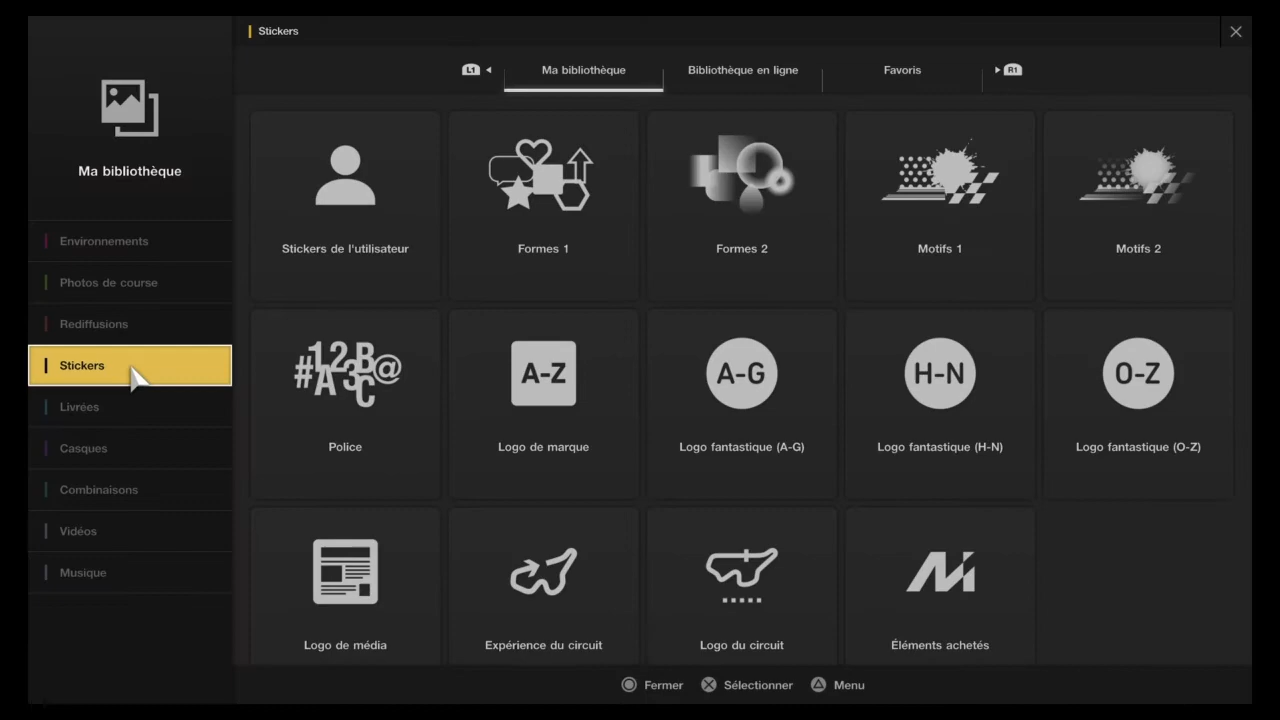 Stickers
L1
Ma bibliothèque
Bibliothèque en ligne
Favoris
R1
Ma bibliothèque
Environnements
Photos de course
Rediffusions
Stickers
Livrées
Casques
Combinaisons
Vidéos
Musique
Stickers de l'utilisateur
Formes 1
Formes 2
Motifs 1
Motifs 2
#123ABC@
Police
A-Z
Logo de marque
A-G
Logo fantastique (A-G)
H-N
Logo fantastique (H-N)
O-Z
Logo fantastique (O-Z)
Logo de média
Expérience du circuit
Logo du circuit
Éléments achetés
Fermer
Sélectionner
Menu